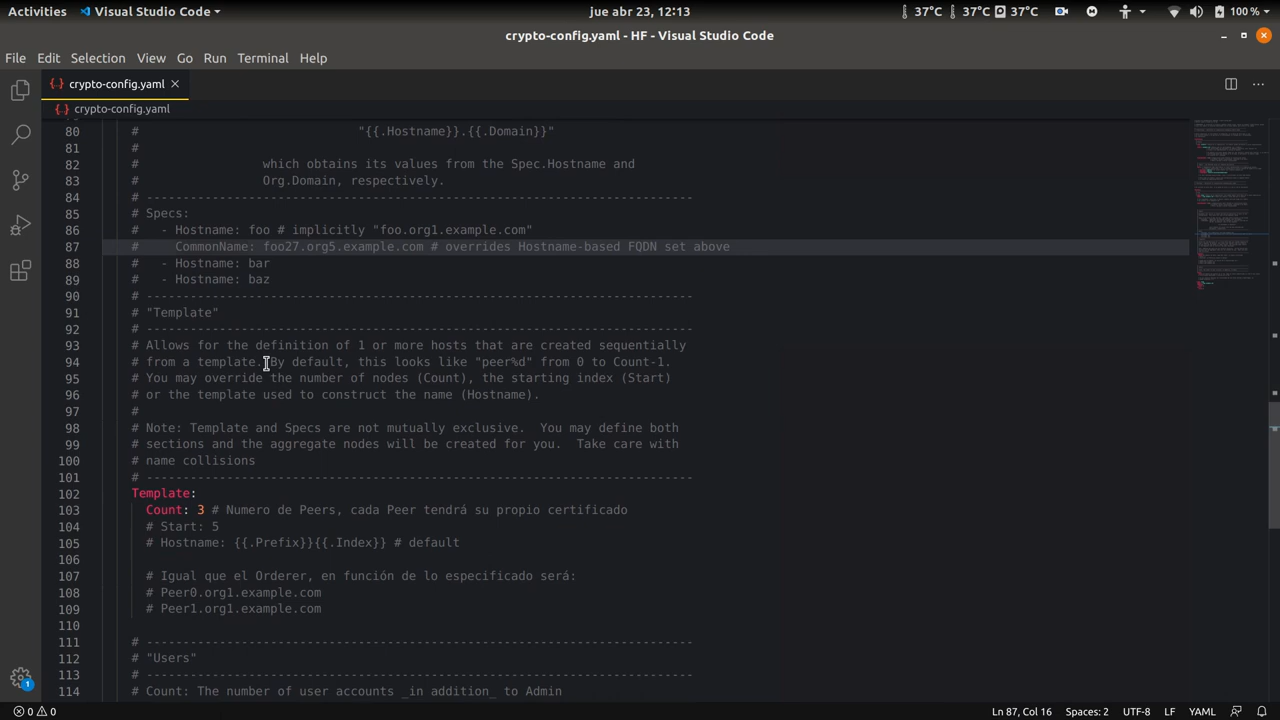 Activities
Visual Studio Code
jue abr 23, 12:13
37°C
37°C
37°C
100 %
crypto-config.yaml - HF - Visual Studio Code
File Edit Selection View Go Run Terminal Help
crypto-config.yaml
crypto-config.yaml
80 # "{{.Hostname}}.{{.Domain}}"
81 #
82 # which obtains its values from the Spec.Hostname and
83 # Org.Domain, respectively.
84 # ---------------------------------------------------------------------------
85 # Specs:
86 # - Hostname: foo # implicitly "foo.org1.example.com"
87 # CommonName: foo27.org5.example.com # overrides Hostname-based FQDN set above
88 # - Hostname: bar
89 # - Hostname: baz
90 # ---------------------------------------------------------------------------
91 # "Template"
92 # ---------------------------------------------------------------------------
93 # Allows for the definition of 1 or more hosts that are created sequentially
94 # from a template. By default, this looks like "peer%d" from 0 to Count-1.
95 # You may override the number of nodes (Count), the starting index (Start)
96 # or the template used to construct the name (Hostname).
97 #
98 # Note: Template and Specs are not mutually exclusive.  You may define both
99 # sections and the aggregate nodes will be created for you.  Take care with
100 # name collisions
101 # ---------------------------------------------------------------------------
102 Template:
103 Count: 3 # Numero de Peers, cada Peer tendrá su propio certificado
104 # Start: 5
105 # Hostname: {{.Prefix}}{{.Index}} # default
106
107 # Igual que el Orderer, en función de lo especificado será:
108 # Peer0.org1.example.com
109 # Peer1.org1.example.com
110
111 # ---------------------------------------------------------------------------
112 # "Users"
113 # ---------------------------------------------------------------------------
114 # Count: The number of user accounts _in addition_ to Admin
1
0 0
Ln 87, Col 16
Spaces: 2
UTF-8
LF
YAML